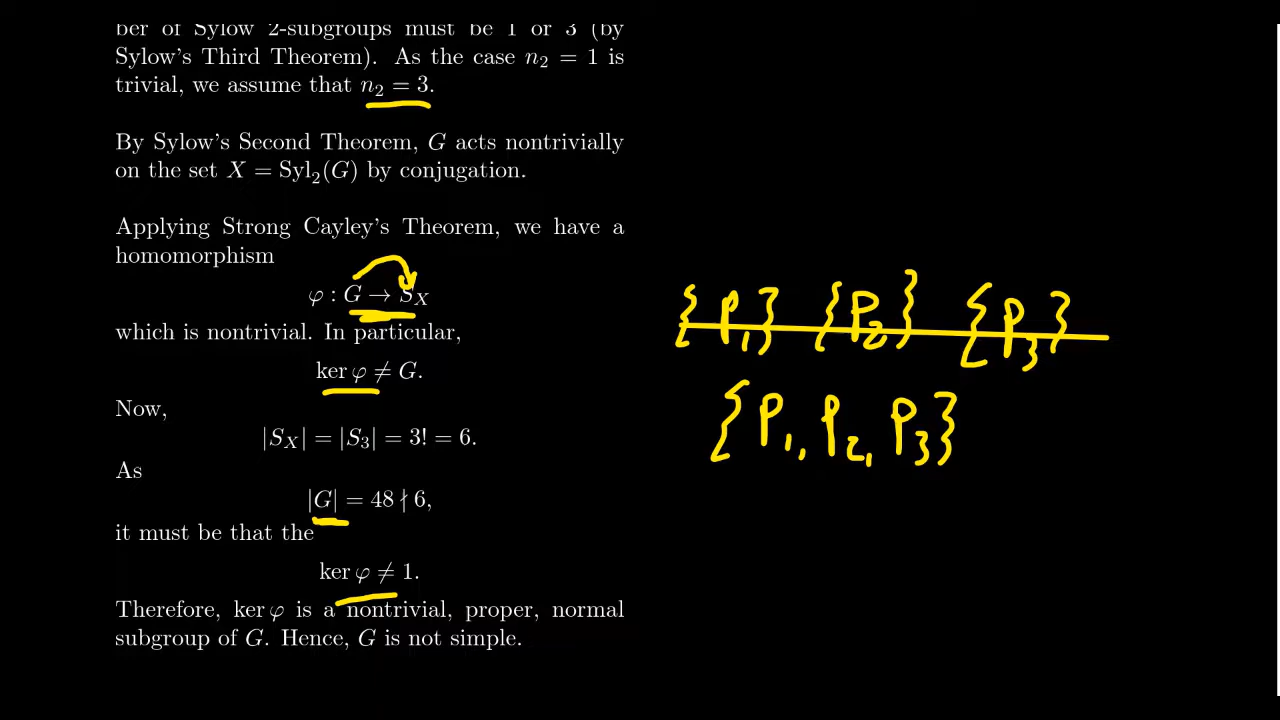 ber of Sylow 2-subgroups must be 1 or 3 (by
Sylow's Third Theorem). As the case n₂ = 1 is
trivial, we assume that n₂ = 3.
By Sylow's Second Theorem, G acts nontrivially
on the set X = Syl₂(G) by conjugation.
Applying Strong Cayley's Theorem, we have a
homomorphism
φ : G → S_X
which is nontrivial. In particular,
ker φ ≠ G.
Now,
|S_X| = |S₃| = 3! = 6.
As
|G| = 48 ∤ 6,
it must be that the
ker φ ≠ 1.
Therefore, ker φ is a nontrivial, proper, normal
subgroup of G. Hence, G is not simple.
{P₁} {P₂} {P₃}
{P₁, P₂, P₃}